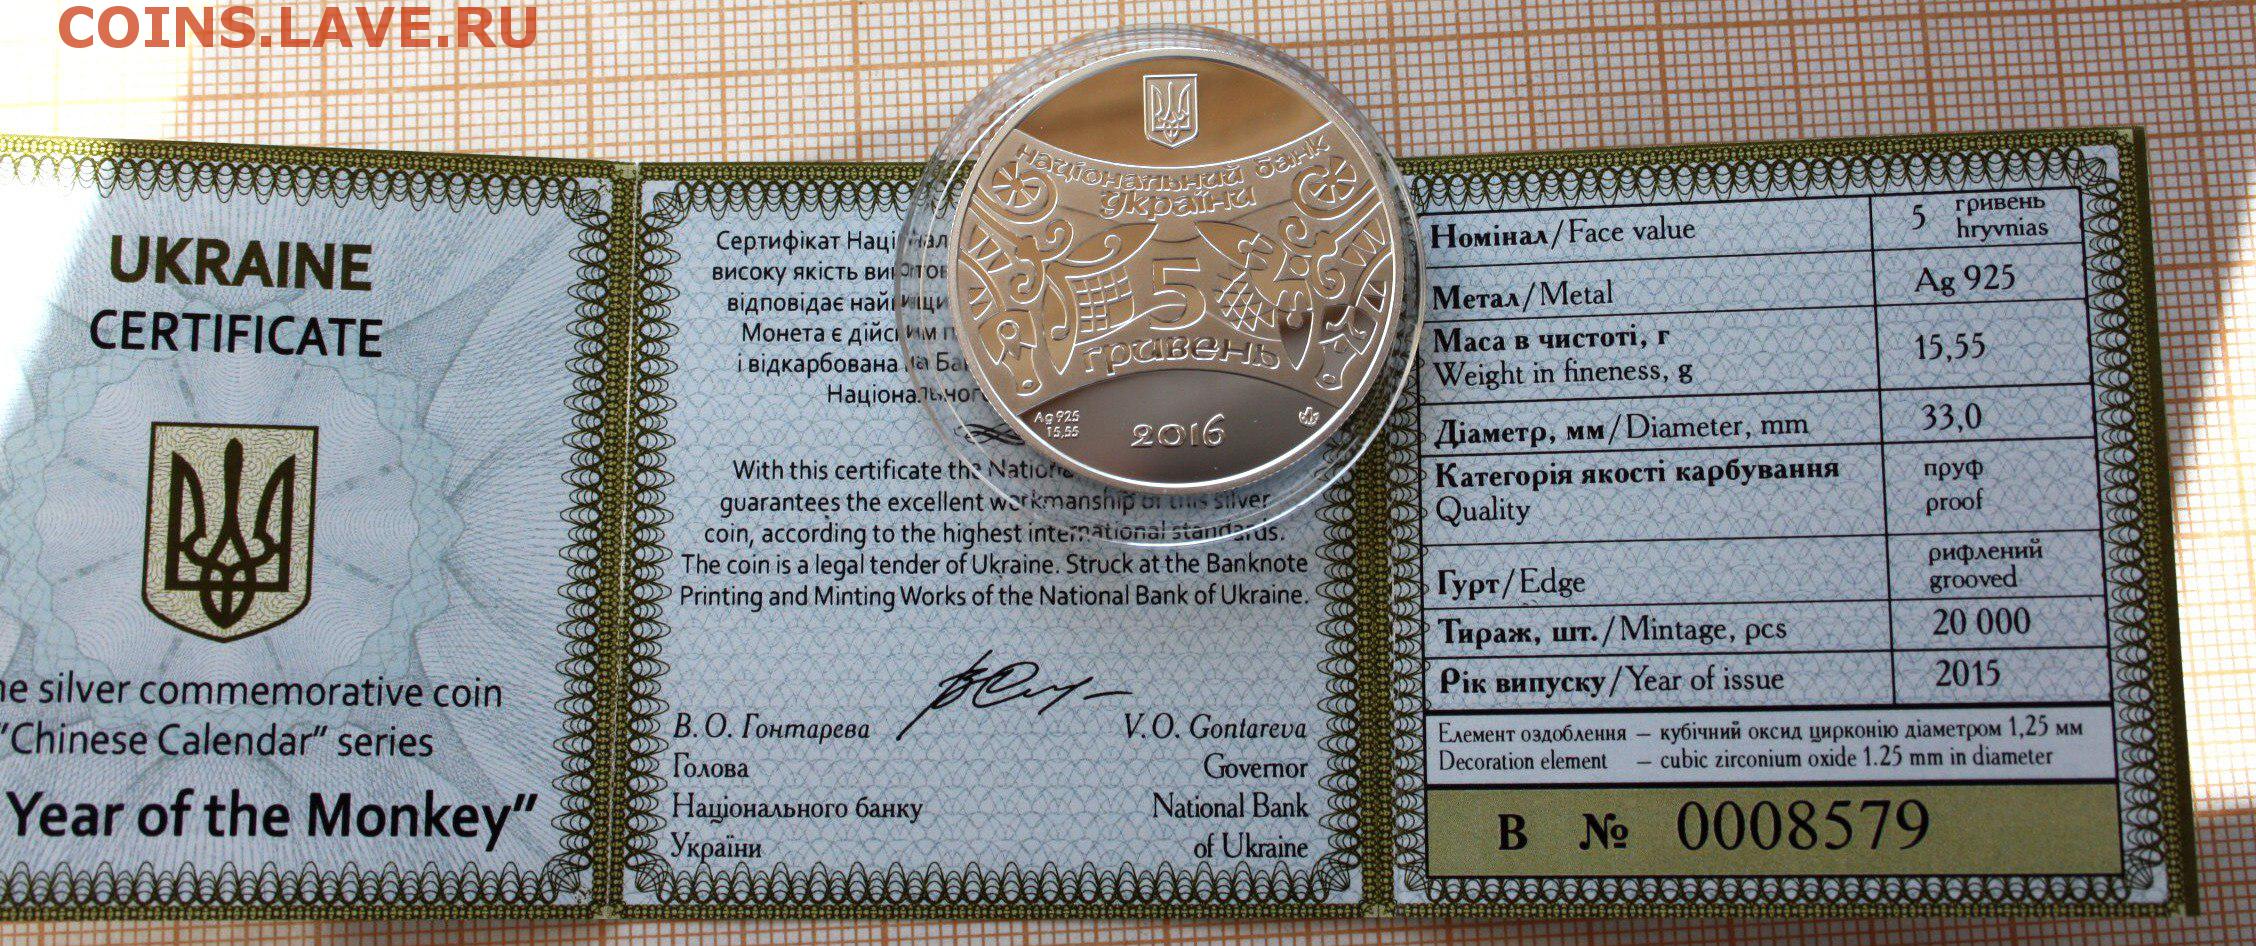 COINS.LAVE.RU
UKRAINE
CERTIFICATE
silver commemorative coin
"Chinese Calendar" series
Year of the Monkey"
Сертифікат
високу якість
відповідає
Монета є
і відкарбована
With this certificate the
guarantees the excellent workmanship of this silver
coin, according to the highest international standards.
The coin is a legal tender of Ukraine. Struck at the Banknote
Printing and Minting Works of the National Bank of Ukraine.
В. О. Гонтарева
Голова
Національного банку
України
V. O. Gontareva
Governor
National Bank
of Ukraine
національний банк
україни
5
гривень
Ag 925
15,55
2016
Номінал/Face value 5 гривень
hryvnias
Метал/Metal Ag 925
Маса в чистоті, г
Weight in fineness, g 15,55
Діаметр, мм/Diameter, mm 33,0
Категорія якості карбування пруф
Quality proof
Гурт/Edge рифлений
grooved
Тираж, шт./Mintage, pcs 20 000
Рік випуску/Year of issue 2015
Елемент оздоблення — кубічний оксид цирконію діаметром 1,25 мм
Decoration element — cubic zirconium oxide 1.25 mm in diameter
В № 0008579